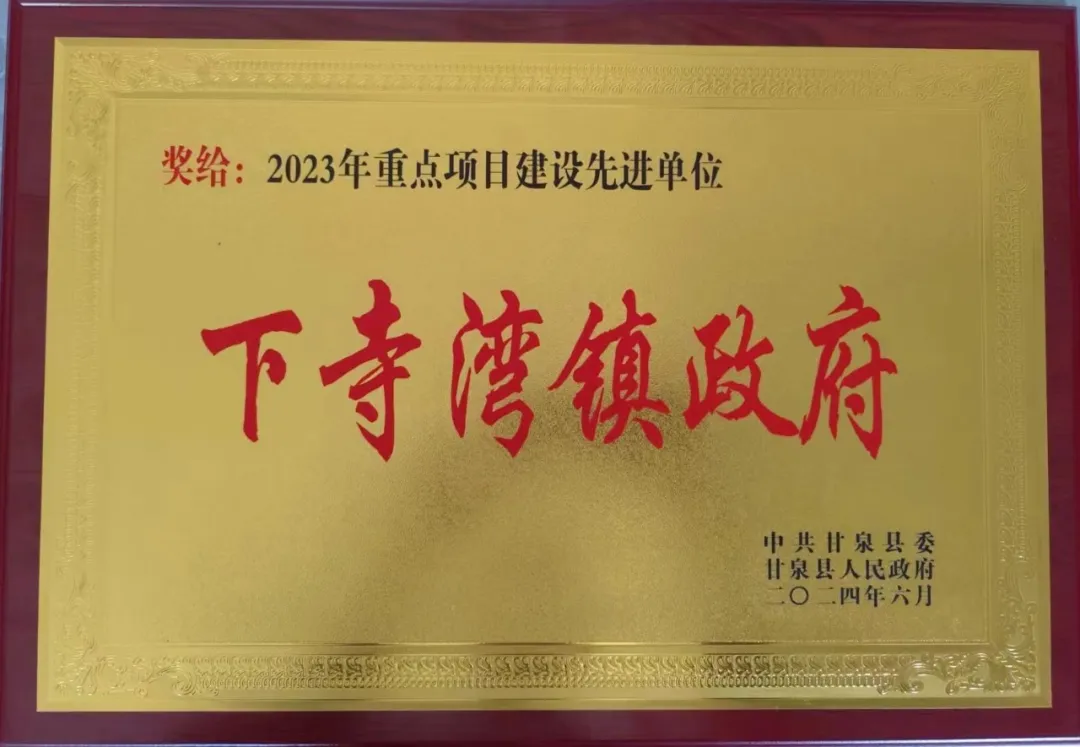 奖给：2023年重点项目建设先进单位
下寺湾镇政府
中共甘泉县委
甘泉县人民政府
二〇二四年六月